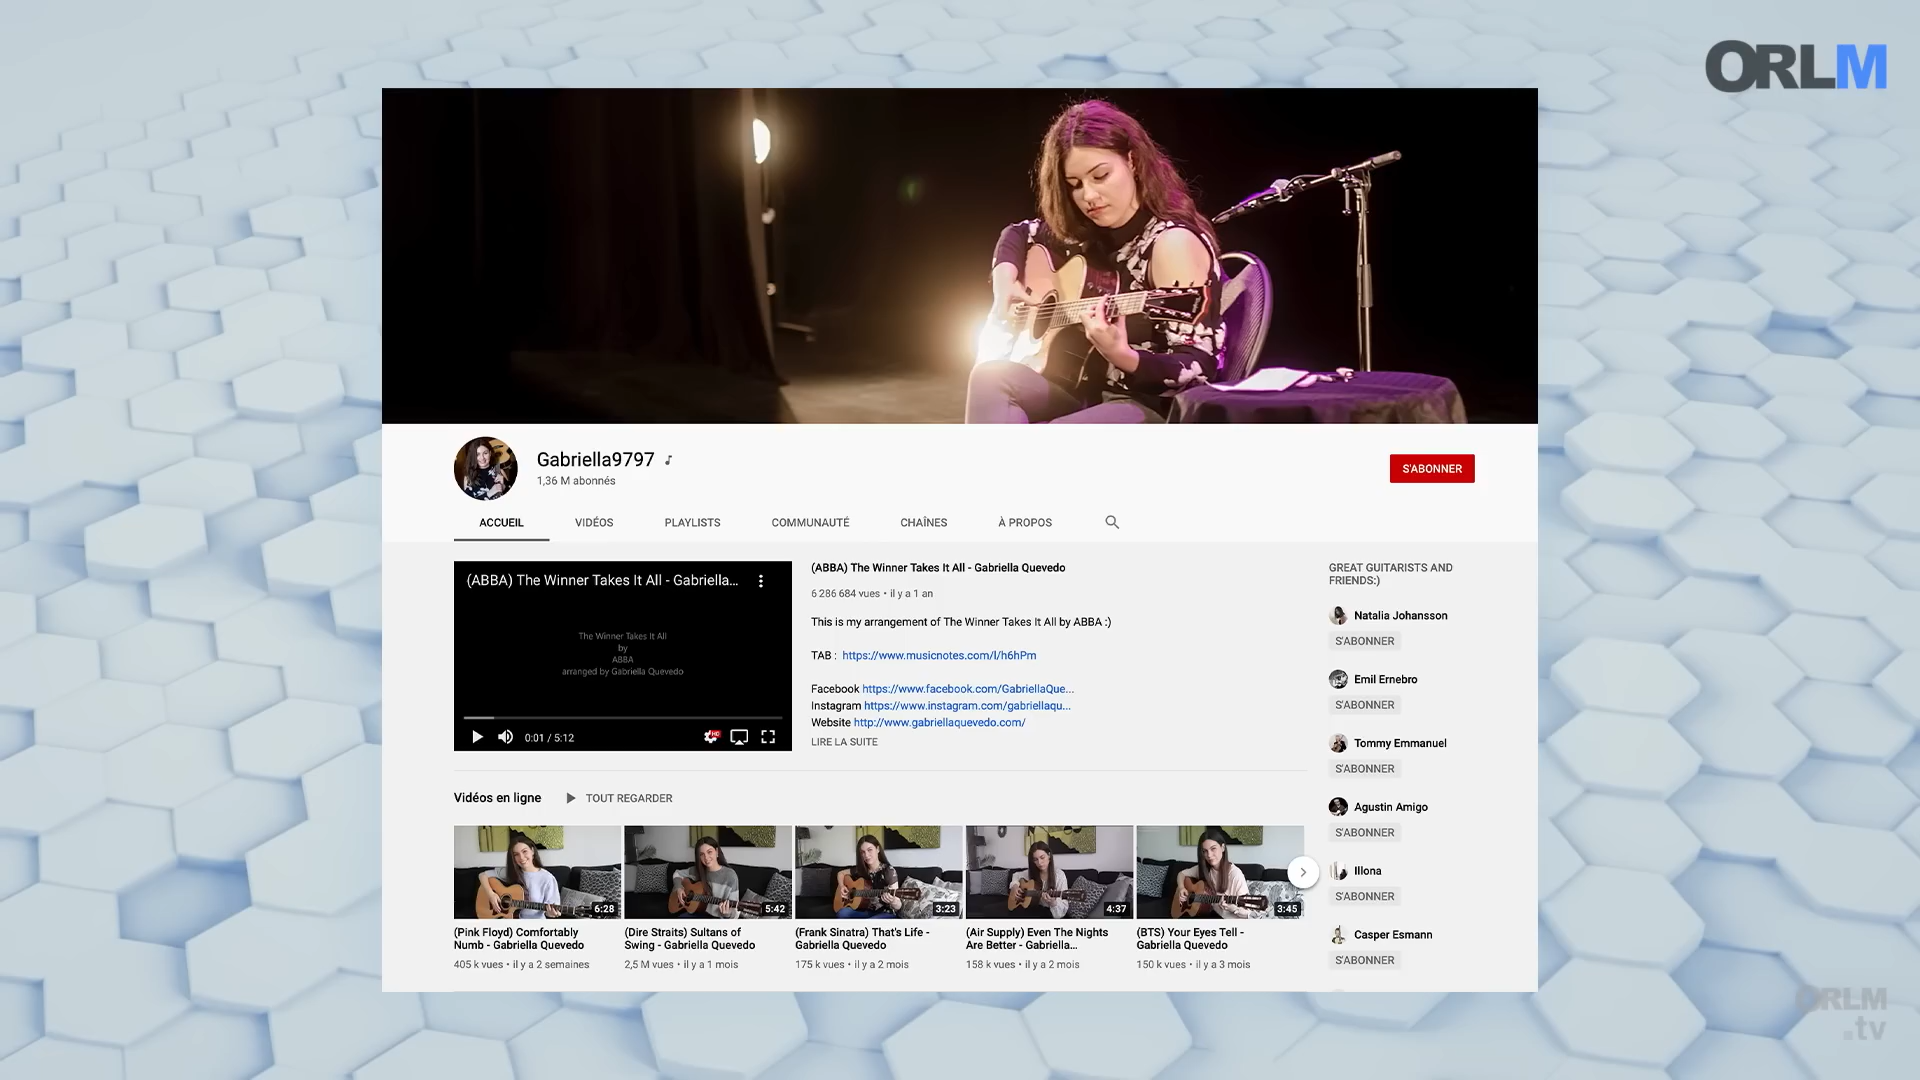 ORLM
Gabriella9797
1,36 M abonnés
S'ABONNER
ACCUEIL
VIDÉOS
PLAYLISTS
COMMUNAUTÉ
CHAÎNES
À PROPOS
(ABBA) The Winner Takes It All - Gabriella...
The Winner Takes It All
by
ABBA
arranged by Gabriella Quevedo
0:01 / 5:12
HD
(ABBA) The Winner Takes It All - Gabriella Quevedo
6 286 684 vues • il y a 1 an
This is my arrangement of The Winner Takes It All by ABBA :)
TAB : https://www.musicnotes.com/l/h6hPm
Facebook https://www.facebook.com/GabriellaQue...
Instagram https://www.instagram.com/gabriellaqu...
Website http://www.gabriellaquevedo.com/
LIRE LA SUITE
GREAT GUITARISTS AND
FRIENDS:)
Natalia Johansson
S'ABONNER
Emil Ernebro
S'ABONNER
Tommy Emmanuel
S'ABONNER
Agustin Amigo
S'ABONNER
Illona
S'ABONNER
Casper Esmann
S'ABONNER
Vidéos en ligne
TOUT REGARDER
6:28
(Pink Floyd) Comfortably
Numb - Gabriella Quevedo
405 k vues • il y a 2 semaines
5:42
(Dire Straits) Sultans of
Swing - Gabriella Quevedo
2,5 M vues • il y a 1 mois
3:23
(Frank Sinatra) That's Life -
Gabriella Quevedo
175 k vues • il y a 2 mois
4:37
(Air Supply) Even The Nights
Are Better - Gabriella...
158 k vues • il y a 2 mois
3:45
(BTS) Your Eyes Tell -
Gabriella Quevedo
150 k vues • il y a 3 mois
ORLM
.tv